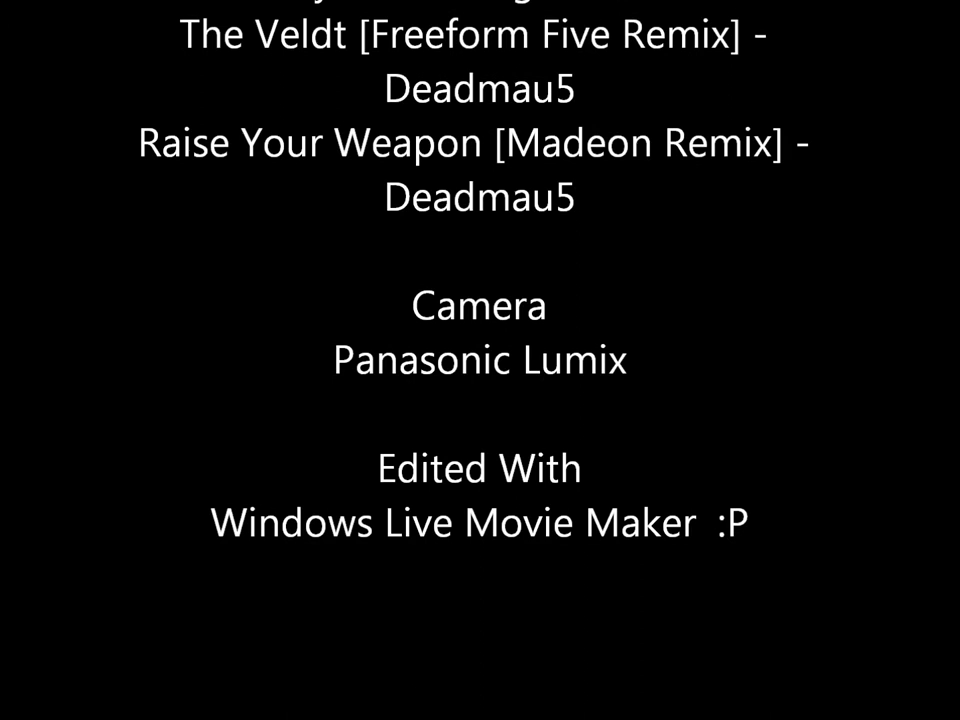 The Veldt [Freeform Five Remix] -
Deadmau5
Raise Your Weapon [Madeon Remix] -
Deadmau5
Camera
Panasonic Lumix
Edited With
Windows Live Movie Maker  :P